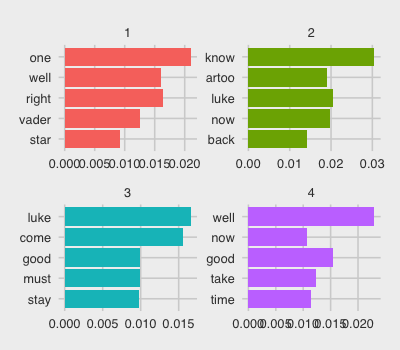 1
one
well
right
vader
star
0.000 0.005 0.010 0.015 0.020
2
know
artoo
luke
now
back
0.00 0.01 0.02 0.03
3
luke
come
good
must
stay
0.000 0.005 0.010 0.015
4
well
now
good
take
time
0.000 0.005 0.010 0.015 0.020